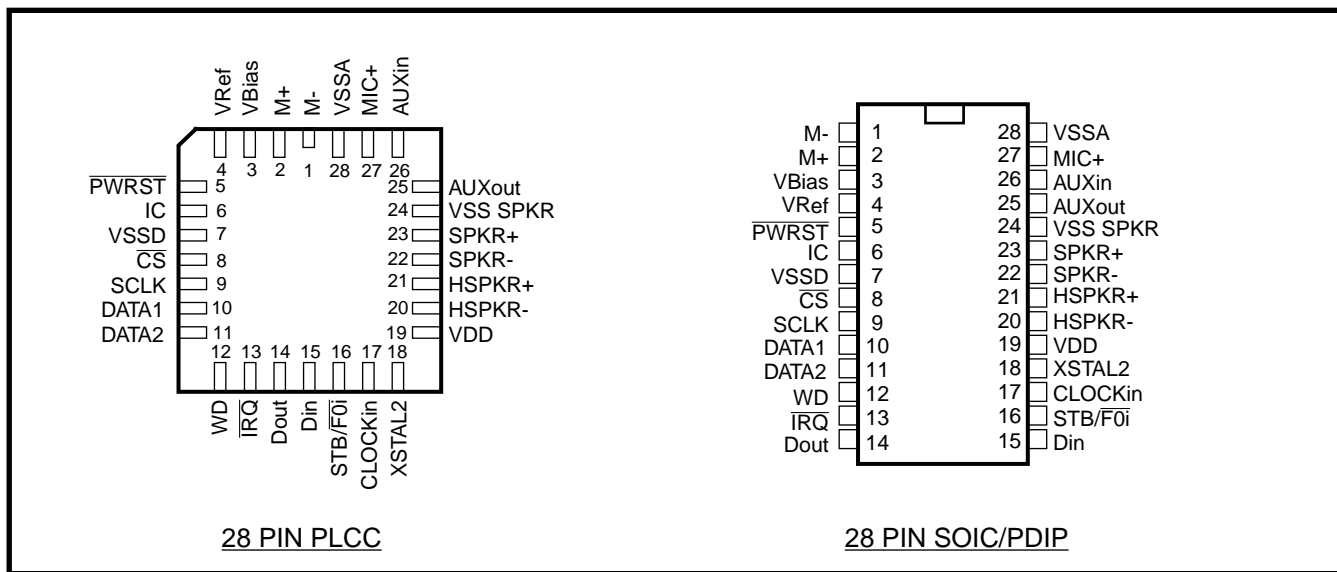 VRef
VBias
M+
M-
VSSA
MIC+
AUXin
4 3 2 1 28 27 26
PWRST 5 25 AUXout
IC 6 24 VSS SPKR
VSSD 7 23 SPKR+
CS 8 22 SPKR-
SCLK 9 21 HSPKR+
DATA1 10 20 HSPKR-
DATA2 11 19 VDD
12 13 14 15 16 17 18
WD
IRQ
Dout
Din
STB/F0i
CLOCKin
XSTAL2
28 PIN PLCC
M- 1 28 VSSA
M+ 2 27 MIC+
VBias 3 26 AUXin
VRef 4 25 AUXout
PWRST 5 24 VSS SPKR
IC 6 23 SPKR+
VSSD 7 22 SPKR-
CS 8 21 HSPKR+
SCLK 9 20 HSPKR-
DATA1 10 19 VDD
DATA2 11 18 XSTAL2
WD 12 17 CLOCKin
IRQ 13 16 STB/F0i
Dout 14 15 Din
28 PIN SOIC/PDIP